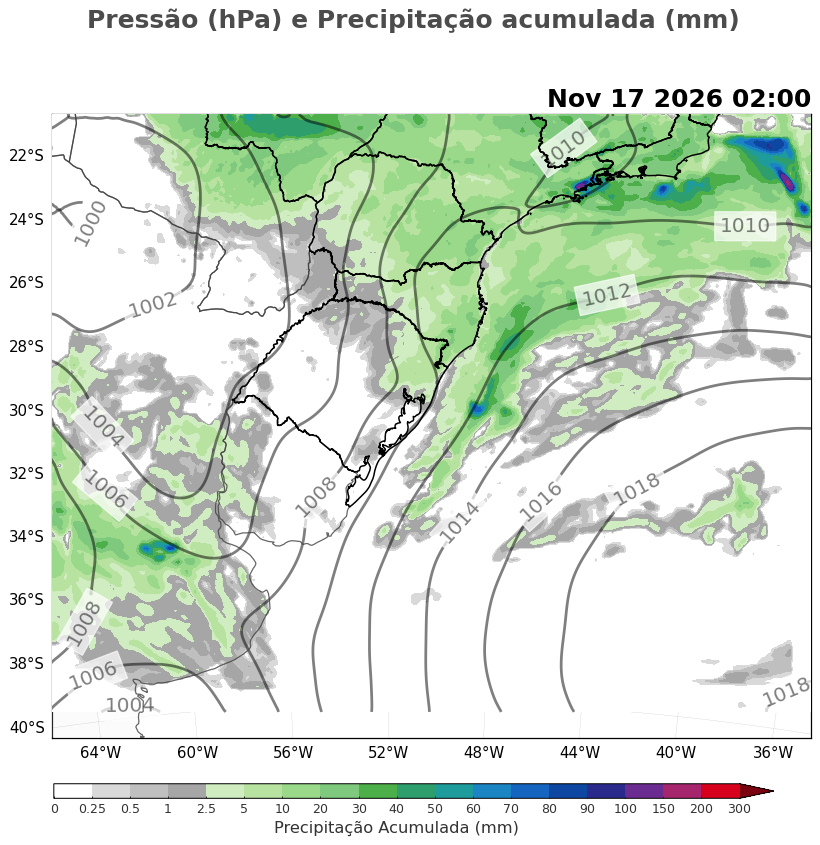 Pressão (hPa) e Precipitação acumulada (mm)
Nov 17 2026 02:00
22°S
24°S
26°S
28°S
30°S
32°S
34°S
36°S
38°S
40°S
1010
1000
1010
1002
1012
1004
1006
1008
1014
1016
1018
1008
1006
1004
1018
64°W 60°W 56°W 52°W 48°W 44°W 40°W 36°W
0 0.25 0.5 1 2.5 5 10 20 30 40 50 60 70 80 90 100 150 200 300
Precipitação Acumulada (mm)